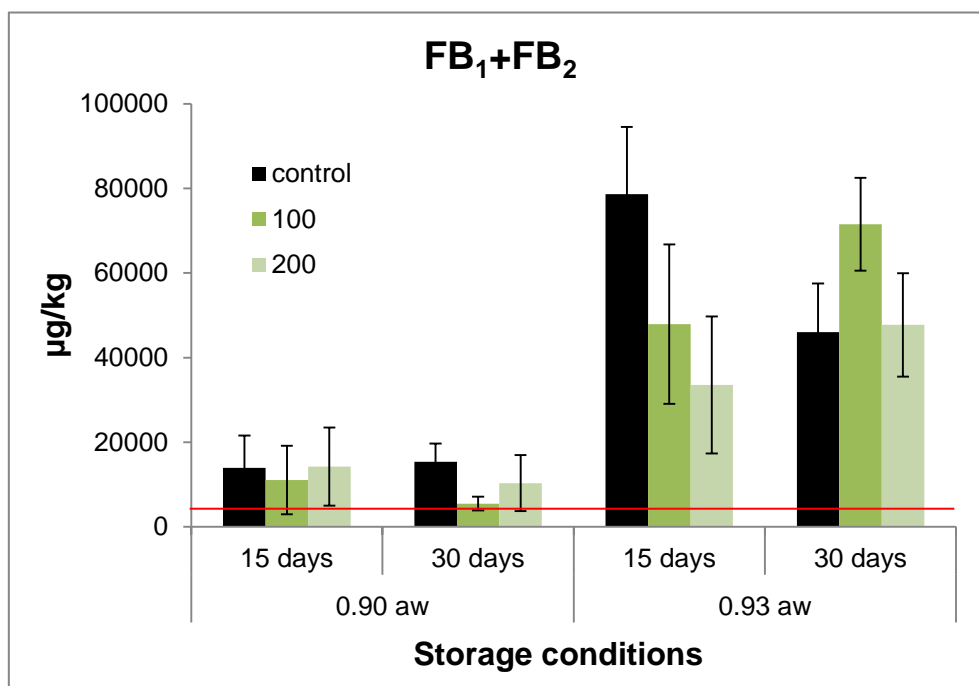 FB₁+FB₂
100000
80000
60000
40000
20000
0
µg/kg
control
100
200
15 days 30 days 15 days 30 days
0.90 aw 0.93 aw
Storage conditions